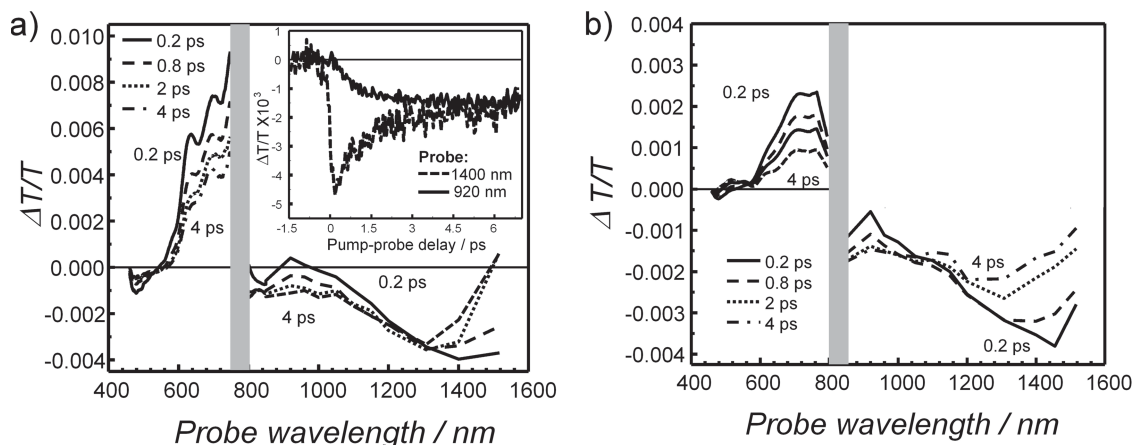 a)
0.010
0.008
0.006
0.004
0.002
0.000
-0.002
-0.004
ΔT/T
400 600 800 1000 1200 1400 1600
Probe wavelength / nm
0.2 ps
0.8 ps
2 ps
4 ps
0.2 ps
4 ps
0.2 ps
4 ps
1
0
-1
-2
-3
-4
-5
ΔT/T X10³
-1.5 0 1.5 3 4.5 6
Pump-probe delay / ps
Probe:
1400 nm
920 nm
b)
0.004
0.003
0.002
0.001
0.000
-0.001
-0.002
-0.003
-0.004
ΔT/T
400 600 800 1000 1200 1400 1600
Probe wavelength / nm
0.2 ps
4 ps
0.2 ps
0.8 ps
2 ps
4 ps
4 ps
0.2 ps